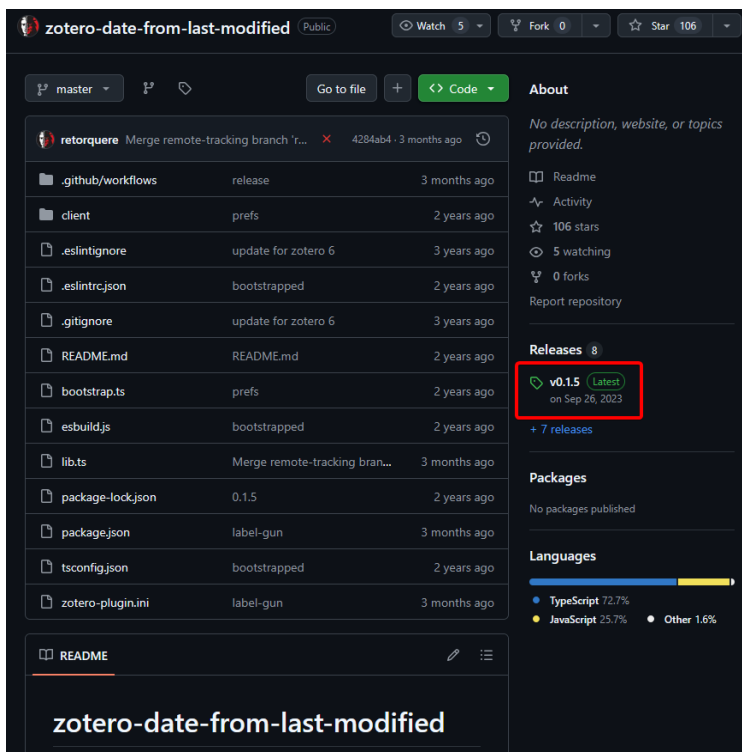 zotero-date-from-last-modified Public
Watch 5
Fork 0
Star 106
master
Go to file
Code
retorquere Merge remote-tracking branch 'r... 4284ab4 · 3 months ago
.github/workflows release 3 months ago
client prefs 2 years ago
.eslintignore update for zotero 6 3 years ago
.eslintrc.json bootstrapped 2 years ago
.gitignore update for zotero 6 3 years ago
README.md README.md 2 years ago
bootstrap.ts prefs 2 years ago
esbuild.js bootstrapped 2 years ago
lib.ts Merge remote-tracking bran... 3 months ago
package-lock.json 0.1.5 2 years ago
package.json label-gun 3 months ago
tsconfig.json bootstrapped 2 years ago
zotero-plugin.ini label-gun 3 months ago
README
zotero-date-from-last-modified
About
No description, website, or topics
provided.
Readme
Activity
106 stars
5 watching
0 forks
Report repository
Releases 8
v0.1.5 Latest
on Sep 26, 2023
+ 7 releases
Packages
No packages published
Languages
TypeScript 72.7%
JavaScript 25.7% Other 1.6%